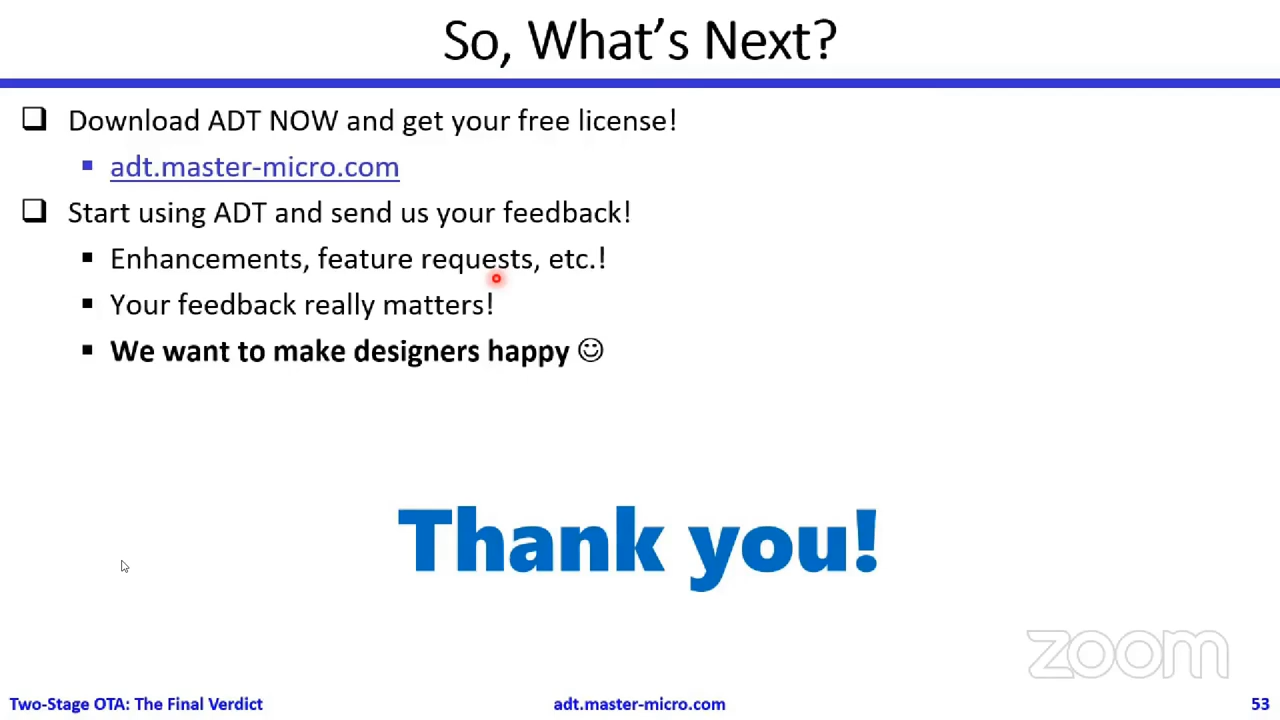 So, What's Next?
Download ADT NOW and get your free license!
adt.master-micro.com
Start using ADT and send us your feedback!
Enhancements, feature requests, etc.!
Your feedback really matters!
We want to make designers happy ☺
Thank you!
zoom
Two-Stage OTA: The Final Verdict
adt.master-micro.com
53